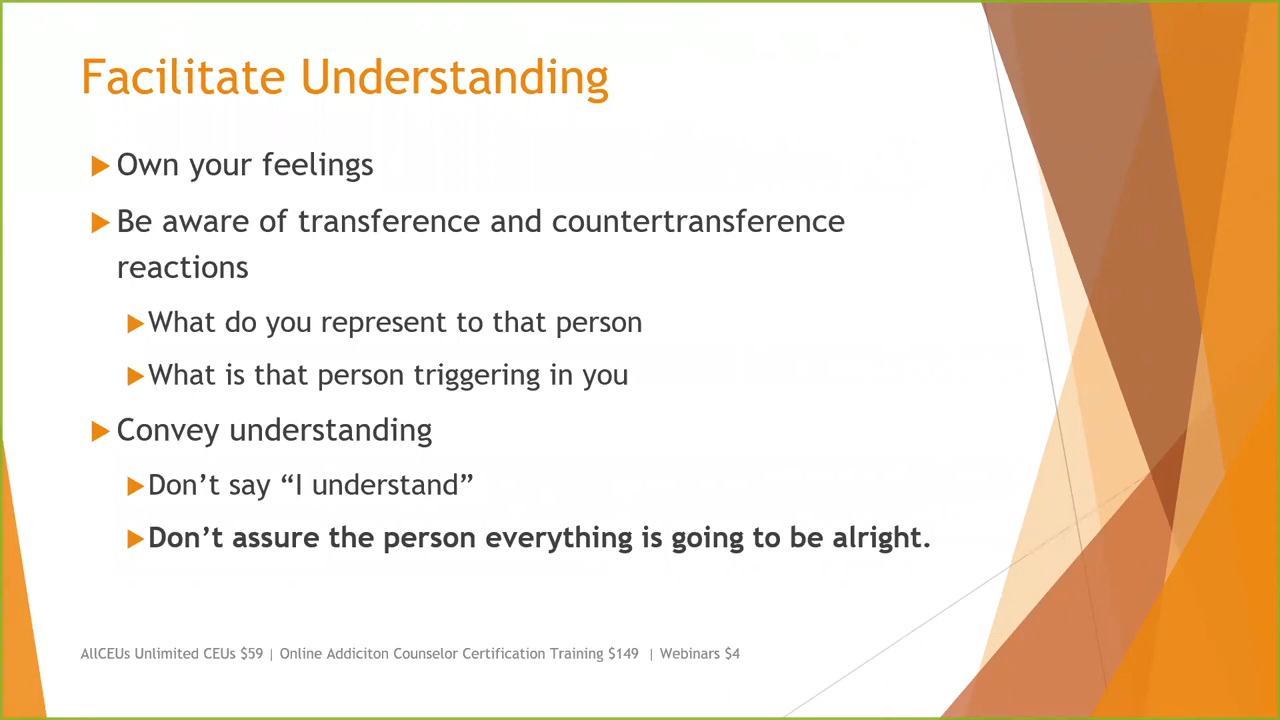 Facilitate Understanding
Own your feelings
Be aware of transference and countertransference
reactions
What do you represent to that person
What is that person triggering in you
Convey understanding
Don’t say “I understand”
Don’t assure the person everything is going to be alright.
AllCEUs Unlimited CEUs $59 | Online Addiciton Counselor Certification Training $149 | Webinars $4